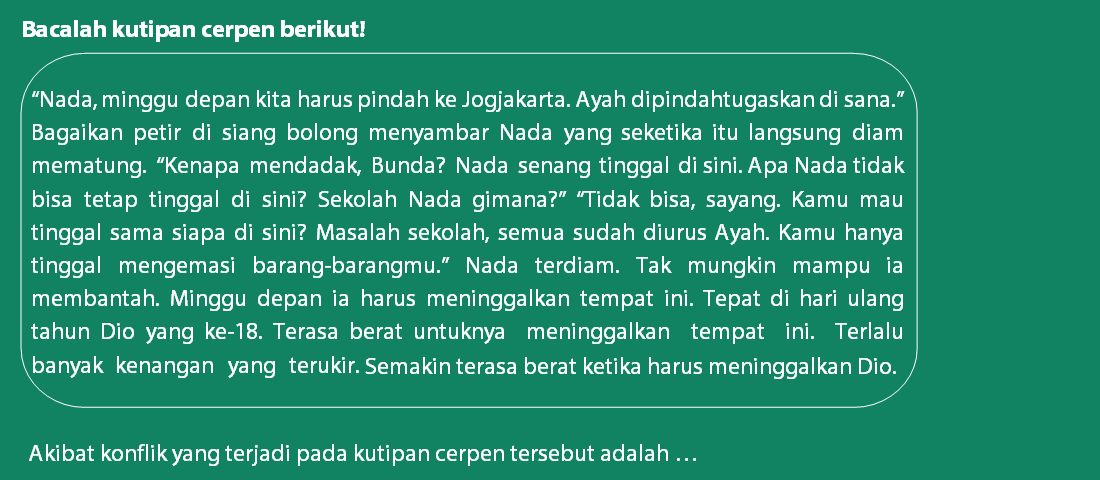 Bacalah kutipan cerpen berikut!
“Nada, minggu depan kita harus pindah ke Jogjakarta. Ayah dipindahtugaskan di sana.”
Bagaikan petir di siang bolong menyambar Nada yang seketika itu langsung diam
mematung. “Kenapa mendadak, Bunda? Nada senang tinggal di sini. Apa Nada tidak
bisa tetap tinggal di sini? Sekolah Nada gimana?” “Tidak bisa, sayang. Kamu mau
tinggal sama siapa di sini? Masalah sekolah, semua sudah diurus Ayah. Kamu hanya
tinggal mengemasi barang-barangmu.” Nada terdiam. Tak mungkin mampu ia
membantah. Minggu depan ia harus meninggalkan tempat ini. Tepat di hari ulang
tahun Dio yang ke-18. Terasa berat untuknya meninggalkan tempat ini. Terlalu
banyak kenangan yang terukir. Semakin terasa berat ketika harus meninggalkan Dio.
Akibat konflik yang terjadi pada kutipan cerpen tersebut adalah …